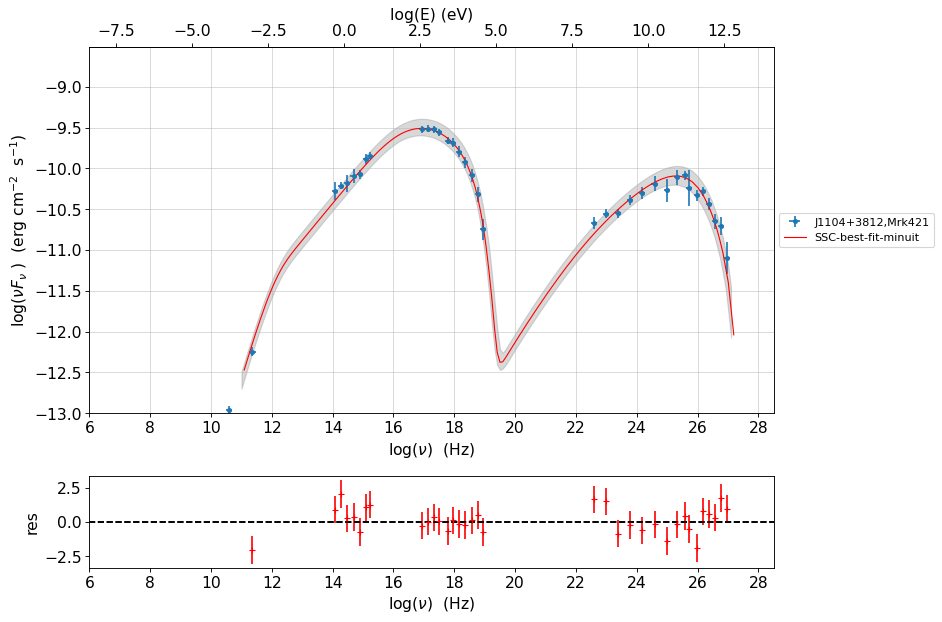 log(E) (eV)
−7.5 −5.0 −2.5 0.0 2.5 5.0 7.5 10.0 12.5
log(νFν ) (erg cm−2 s−1)
−9.0
−9.5
−10.0
−10.5
−11.0
−11.5
−12.0
−12.5
−13.0
J1104+3812,Mrk421
SSC-best-fit-minuit
6 8 10 12 14 16 18 20 22 24 26 28
log(ν) (Hz)
res
2.5
0.0
−2.5
6 8 10 12 14 16 18 20 22 24 26 28
log(ν) (Hz)